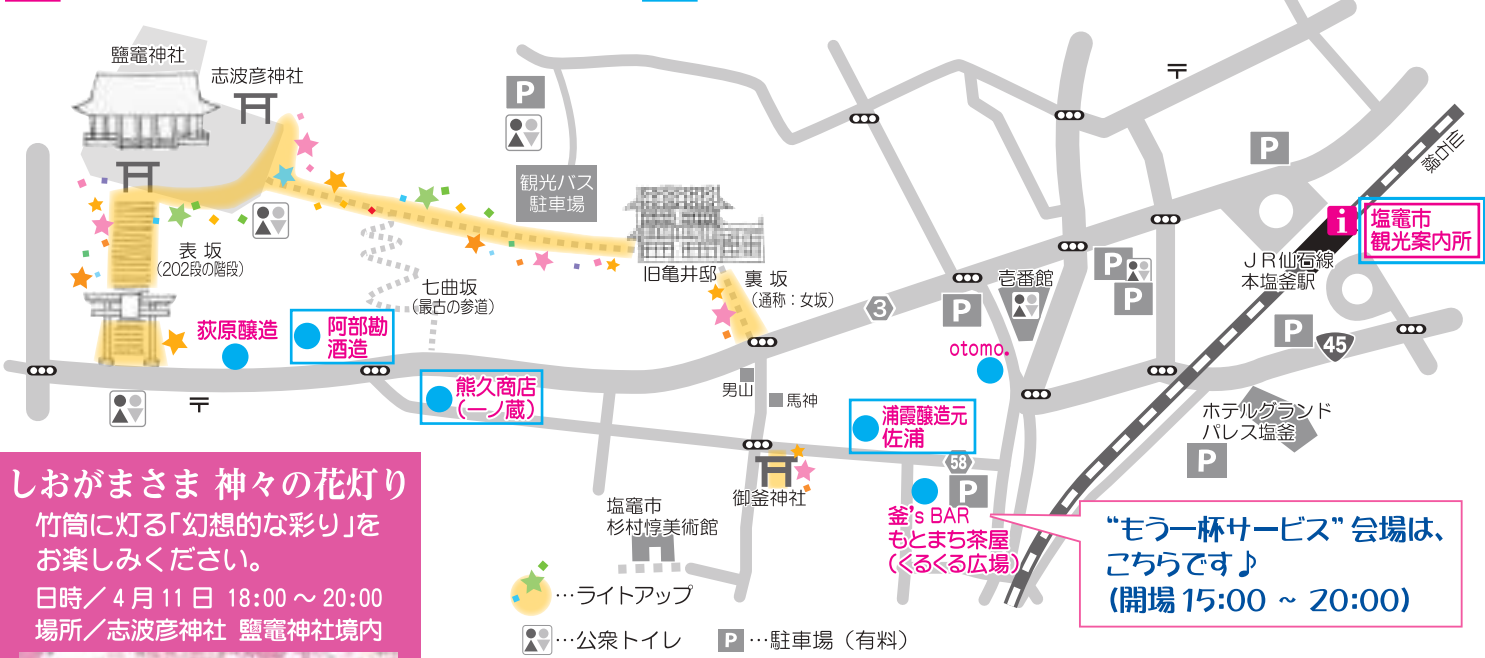 鹽竈神社
志波彦神社
〒
P
P
仙石線
観光バス
駐車場
i
塩竈市
観光案内所
表 坂
(202段の階段)
旧亀井邸
裏 坂
(通称:女坂)
七曲坂
(最古の参道)
P
P
壱番館
JR仙石線
本塩釜駅
3
P
P
45
荻原醸造
阿部勘
酒造
otomo.
〒
熊久商店
(一ノ蔵)
男山
馬神
浦霞醸造元
佐浦
ホテルグランド
パレス塩釜
P
58
P
御釜神社
塩竈市
杉村惇美術館
釜's BAR
もとまち茶屋
(くるくる広場)
しおがまさま 神々の花灯り
竹筒に灯る「幻想的な彩り」を
お楽しみください。
日時/4月11日 18:00～20:00
場所/志波彦神社 鹽竈神社境内
“もう一杯サービス”会場は、
こちらです♪
(開場 15:00 ～ 20:00)
…ライトアップ
…公衆トイレ
P…駐車場(有料)